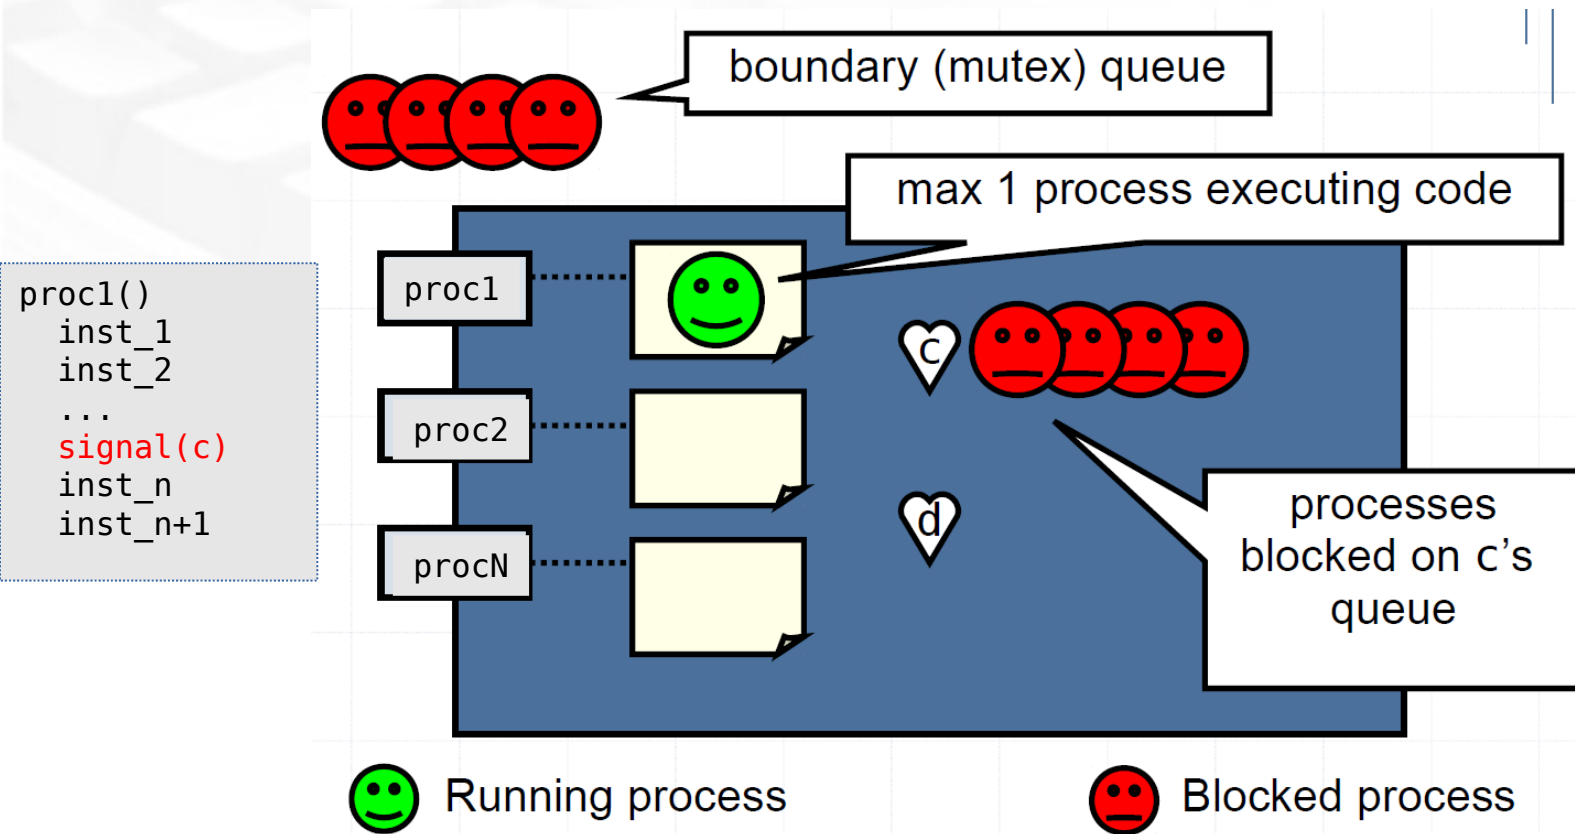 boundary (mutex) queue
max 1 process executing code
proc1()
inst_1
inst_2
...
signal(c)
inst_n
inst_n+1
proc1
proc2
procN
c
d
processes
blocked on c’s
queue
Running process
Blocked process